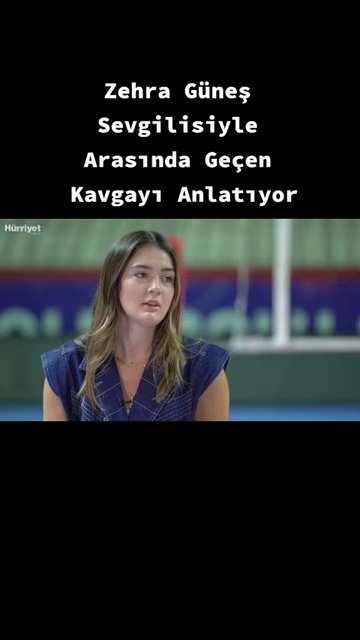 Zehra Güneş
Sevgilisiyle
Arasında Geçen
Kavgayı Anlatıyor
Hürriyet